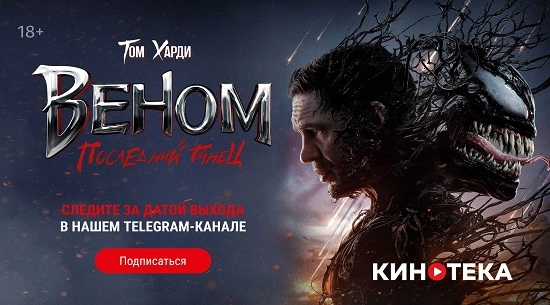 18+
Том Харди
Веном
Последний танец
СЛЕДИТЕ ЗА ДАТОЙ ВЫХОДА
В НАШЕМ TELEGRAM-КАНАЛЕ
Подписаться
КИНОТЕКА